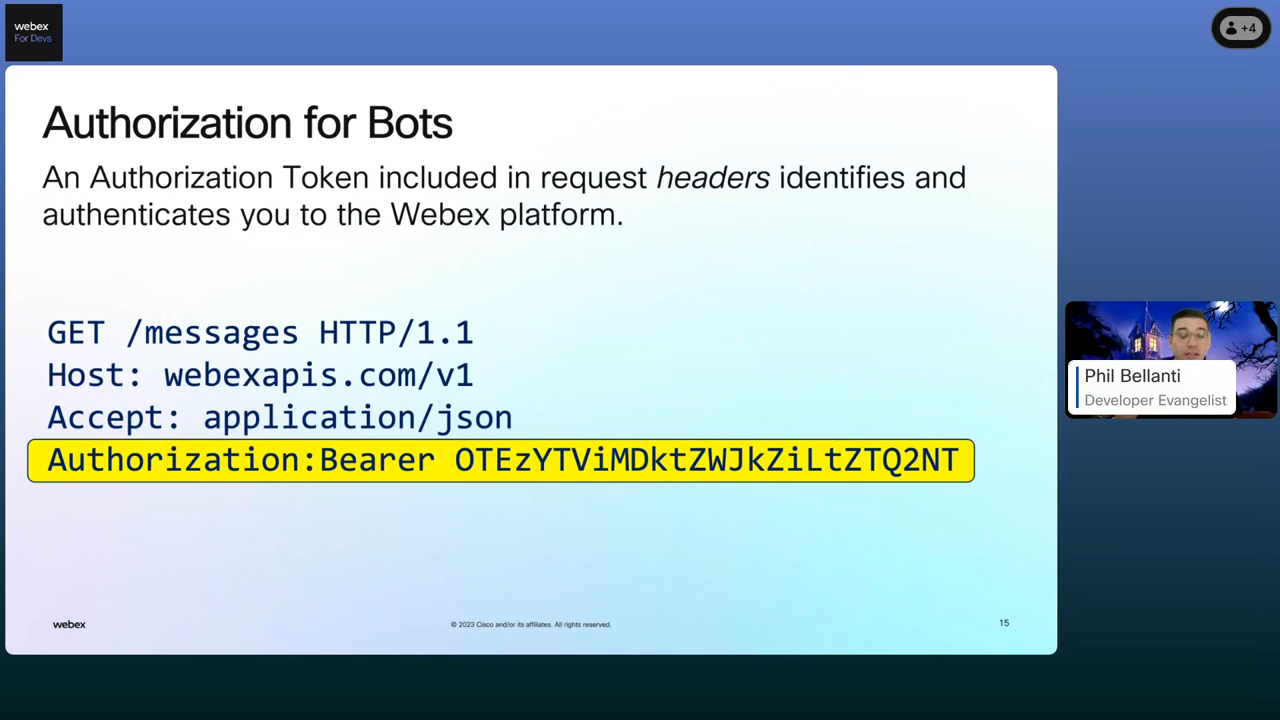 webex
For Devs
+4
Authorization for Bots
An Authorization Token included in request headers identifies and
authenticates you to the Webex platform.
GET /messages HTTP/1.1
Host: webexapis.com/v1
Accept: application/json
Authorization:Bearer OTEzYTViMDktZWJkZiLtZTQ2NT
Phil Bellanti
Developer Evangelist
webex
© 2023 Cisco and/or its affiliates. All rights reserved.
15